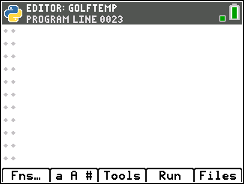 EDITOR: GOLFTEMP
PROGRAM LINE 0023
Fns… a A # Tools Run Files